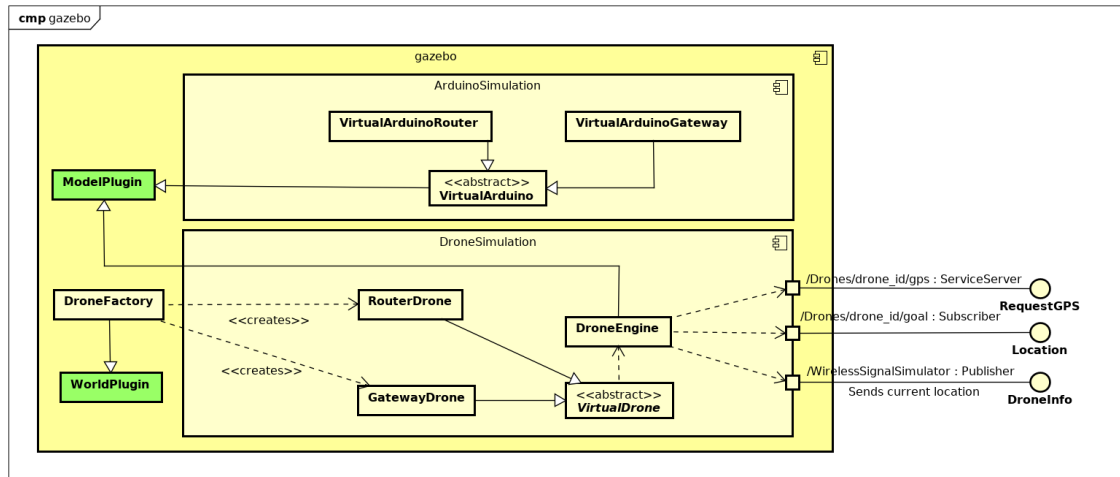 cmp gazebo
gazebo
ArduinoSimulation
VirtualArduinoRouter
VirtualArduinoGateway
ModelPlugin
<<abstract>>
VirtualArduino
DroneSimulation
/Drones/drone_id/gps : ServiceServer
RequestGPS
DroneFactory
RouterDrone
<<creates>>
DroneEngine
/Drones/drone_id/goal : Subscriber
Location
<<creates>>
WorldPlugin
GatewayDrone
<<abstract>>
VirtualDrone
/WirelessSignalSimulator : Publisher
Sends current location
DroneInfo